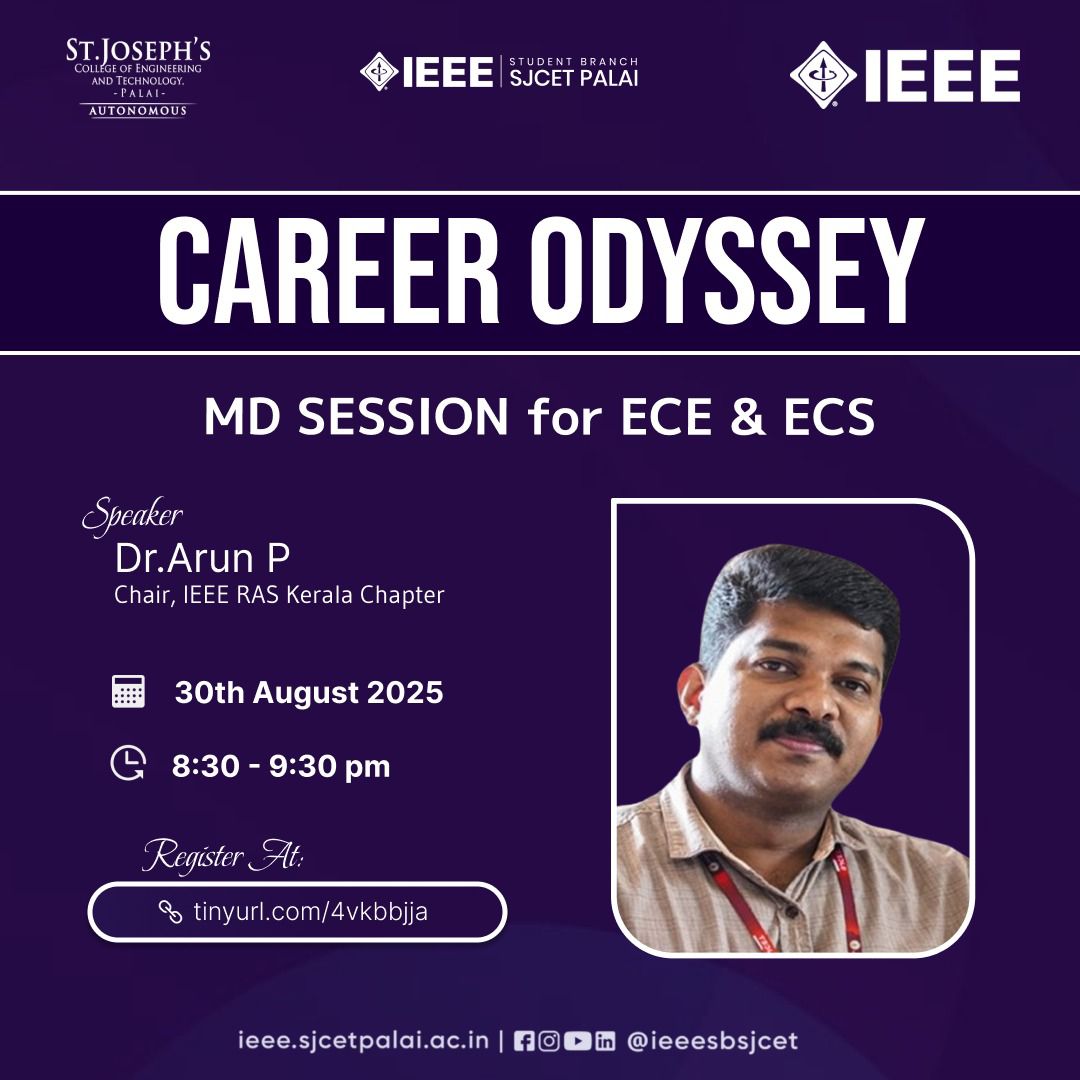 ST.JOSEPH'S
COLLEGE OF ENGINEERING
AND TECHNOLOGY.
-PALAI-
AUTONOMOUS
IEEE
STUDENT BRANCH
SJCET PALAI
IEEE
CAREER ODYSSEY
MD SESSION for ECE & ECS
Speaker
Dr.Arun P
Chair, IEEE RAS Kerala Chapter
30th August 2025
8:30 - 9:30 pm
Register At:
tinyurl.com/4vkbbjja
ieee.sjcetpalai.ac.in | @ieeesbsjcet